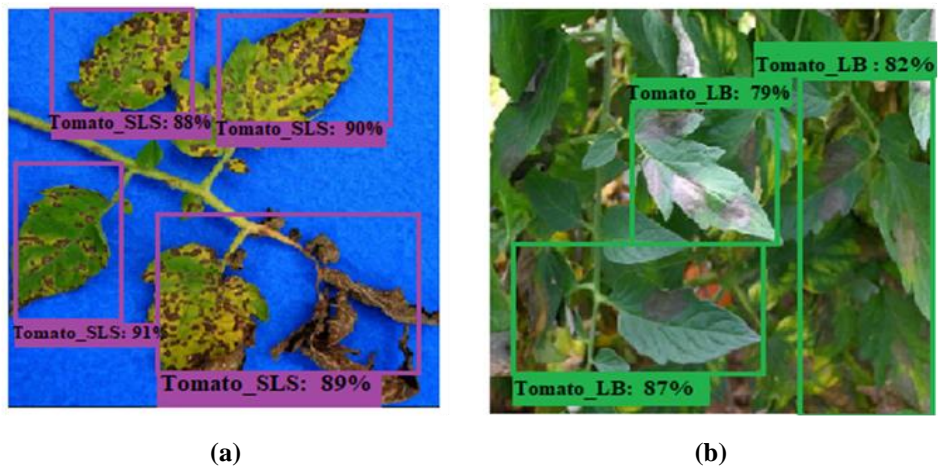 Tomato_SLS: 88%
Tomato_SLS: 90%
Tomato_SLS: 91%
Tomato_SLS: 89%
Tomato_LB : 82%
Tomato_LB: 79%
Tomato_LB: 87%
(a)
(b)